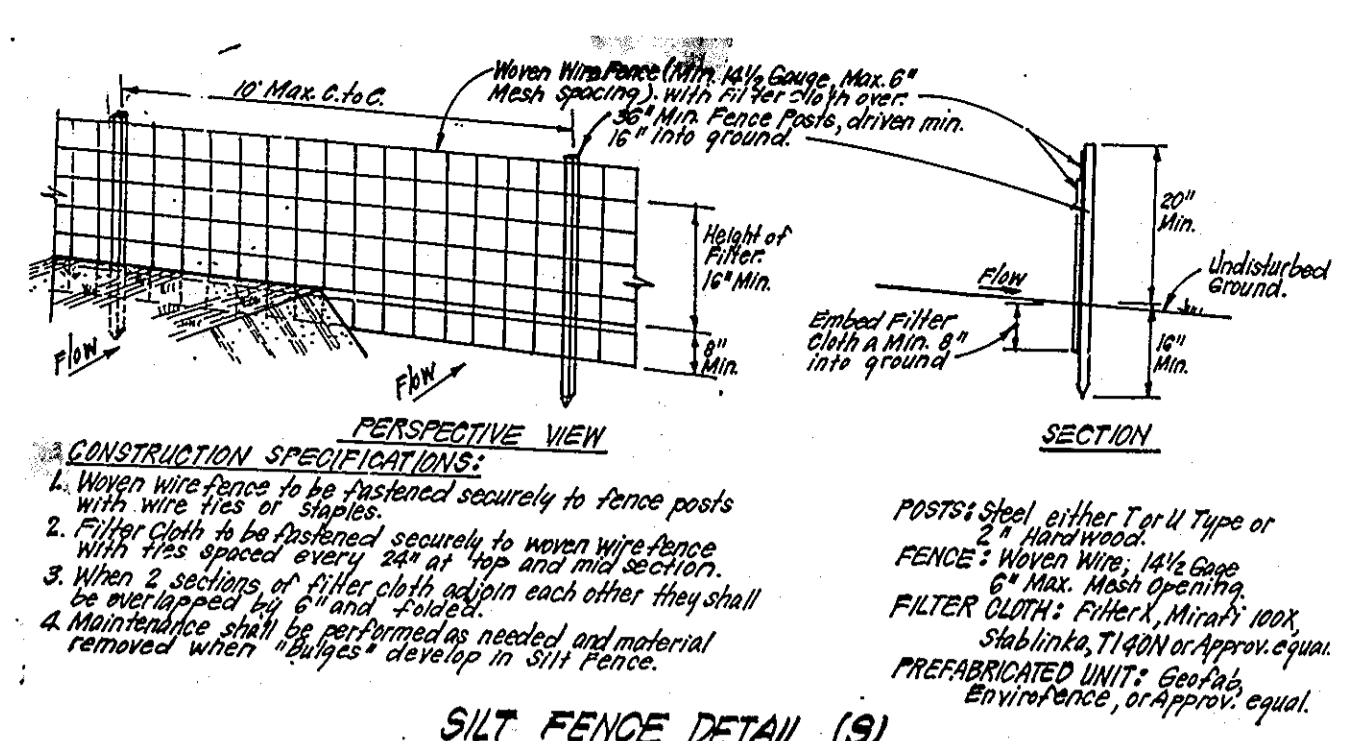 10' Max. C. to C.
Woven Wire Fence (Min. 14½ Gauge, Max. 6"
Mesh spacing). with Filter Cloth over.
36" Min. Fence Posts, driven min.
16" into ground.
Height of
Filter.
16" Min.
8"
Min.
Flow
Flow
PERSPECTIVE VIEW
20"
Min.
Flow
Undisturbed
Ground.
Embed Filter
Cloth a Min. 8"
into ground
16"
Min.
SECTION
CONSTRUCTION SPECIFICATIONS:
1. Woven wire fence to be fastened securely to fence posts
with wire ties or staples.
2. Filter Cloth to be fastened securely to woven wire fence
with ties spaced every 24" at top and mid section.
3. When 2 sections of filter cloth adjoin each other they shall
be overlapped by 6" and folded.
4. Maintenance shall be performed as needed and material
removed when "Bulges" develop in Silt Fence.
POSTS: Steel either T or U Type or
2" Hardwood.
FENCE: Woven Wire, 14½ Gage
6" Max. Mesh Opening.
FILTER CLOTH: Filter X, Mirafi 100X,
Stablinka, T140N or Approv. equal.
PREFABRICATED UNIT: Geofab,
Envirofence, or Approv. equal.
SILT FENCE DETAIL (S)